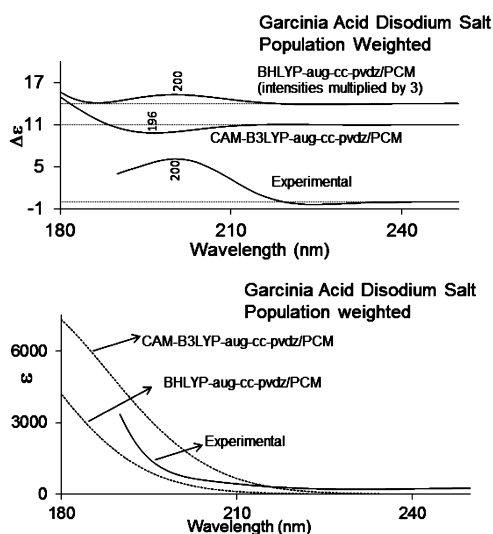 Garcinia Acid Disodium Salt
Population Weighted
BHLYP-aug-cc-pvdz/PCM
(intensities multiplied by 3)
200
17
196
11
CAM-B3LYP-aug-cc-pvdz/PCM
Δε
5
200
Experimental
-1
180 210 240
Wavelength (nm)
Garcinia Acid Disodium Salt
Population weighted
CAM-B3LYP-aug-cc-pvdz/PCM
6000
BHLYP-aug-cc-pvdz/PCM
ε
3000
Experimental
0
180 210 240
Wavelength (nm)